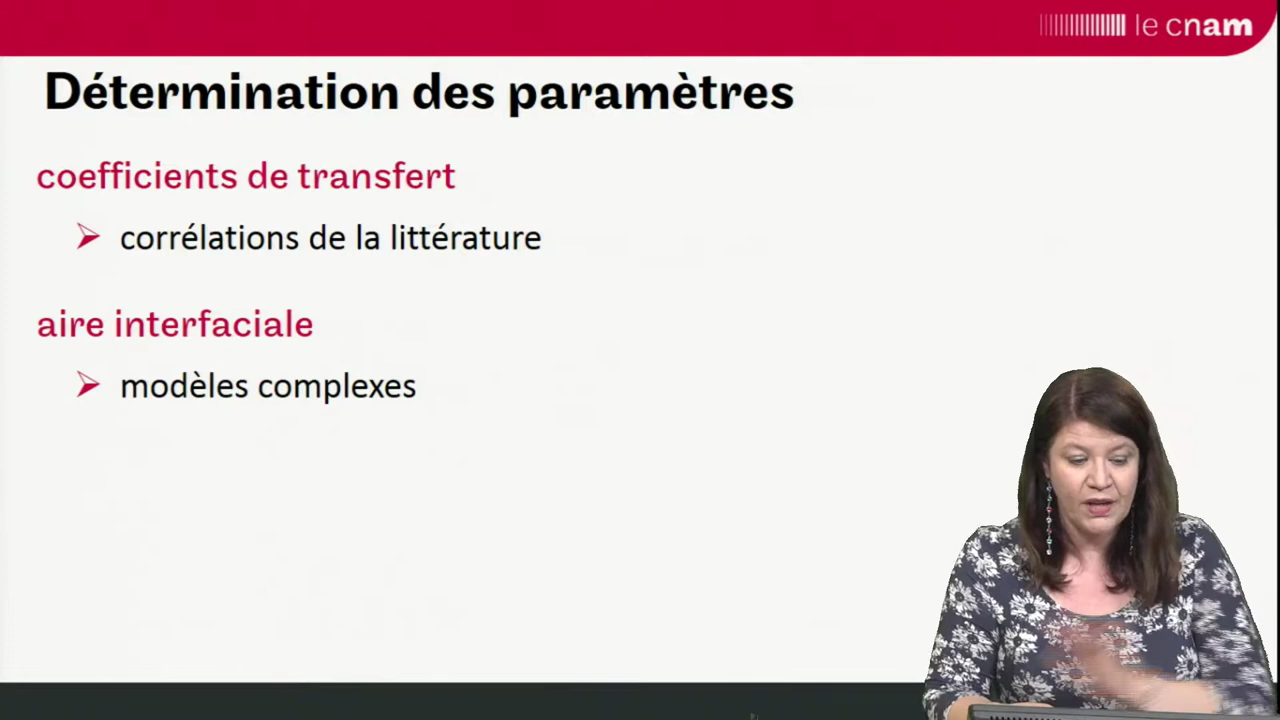 le cnam
Détermination des paramètres
coefficients de transfert
corrélations de la littérature
aire interfaciale
modèles complexes